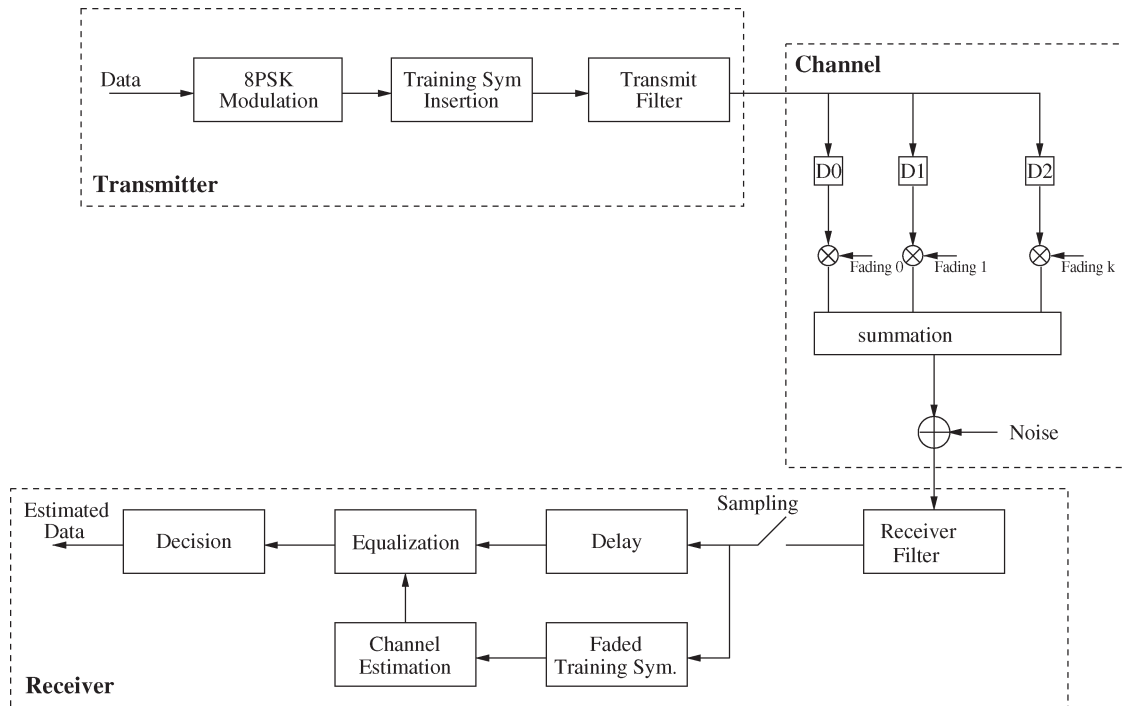 Data
8PSK
Modulation
Training Sym
Insertion
Transmit
Filter
Transmitter
Channel
D0
D1
D2
Fading 0
Fading 1
Fading k
summation
Noise
Estimated
Data
Decision
Equalization
Delay
Sampling
Receiver
Filter
Channel
Estimation
Faded
Training Sym.
Receiver